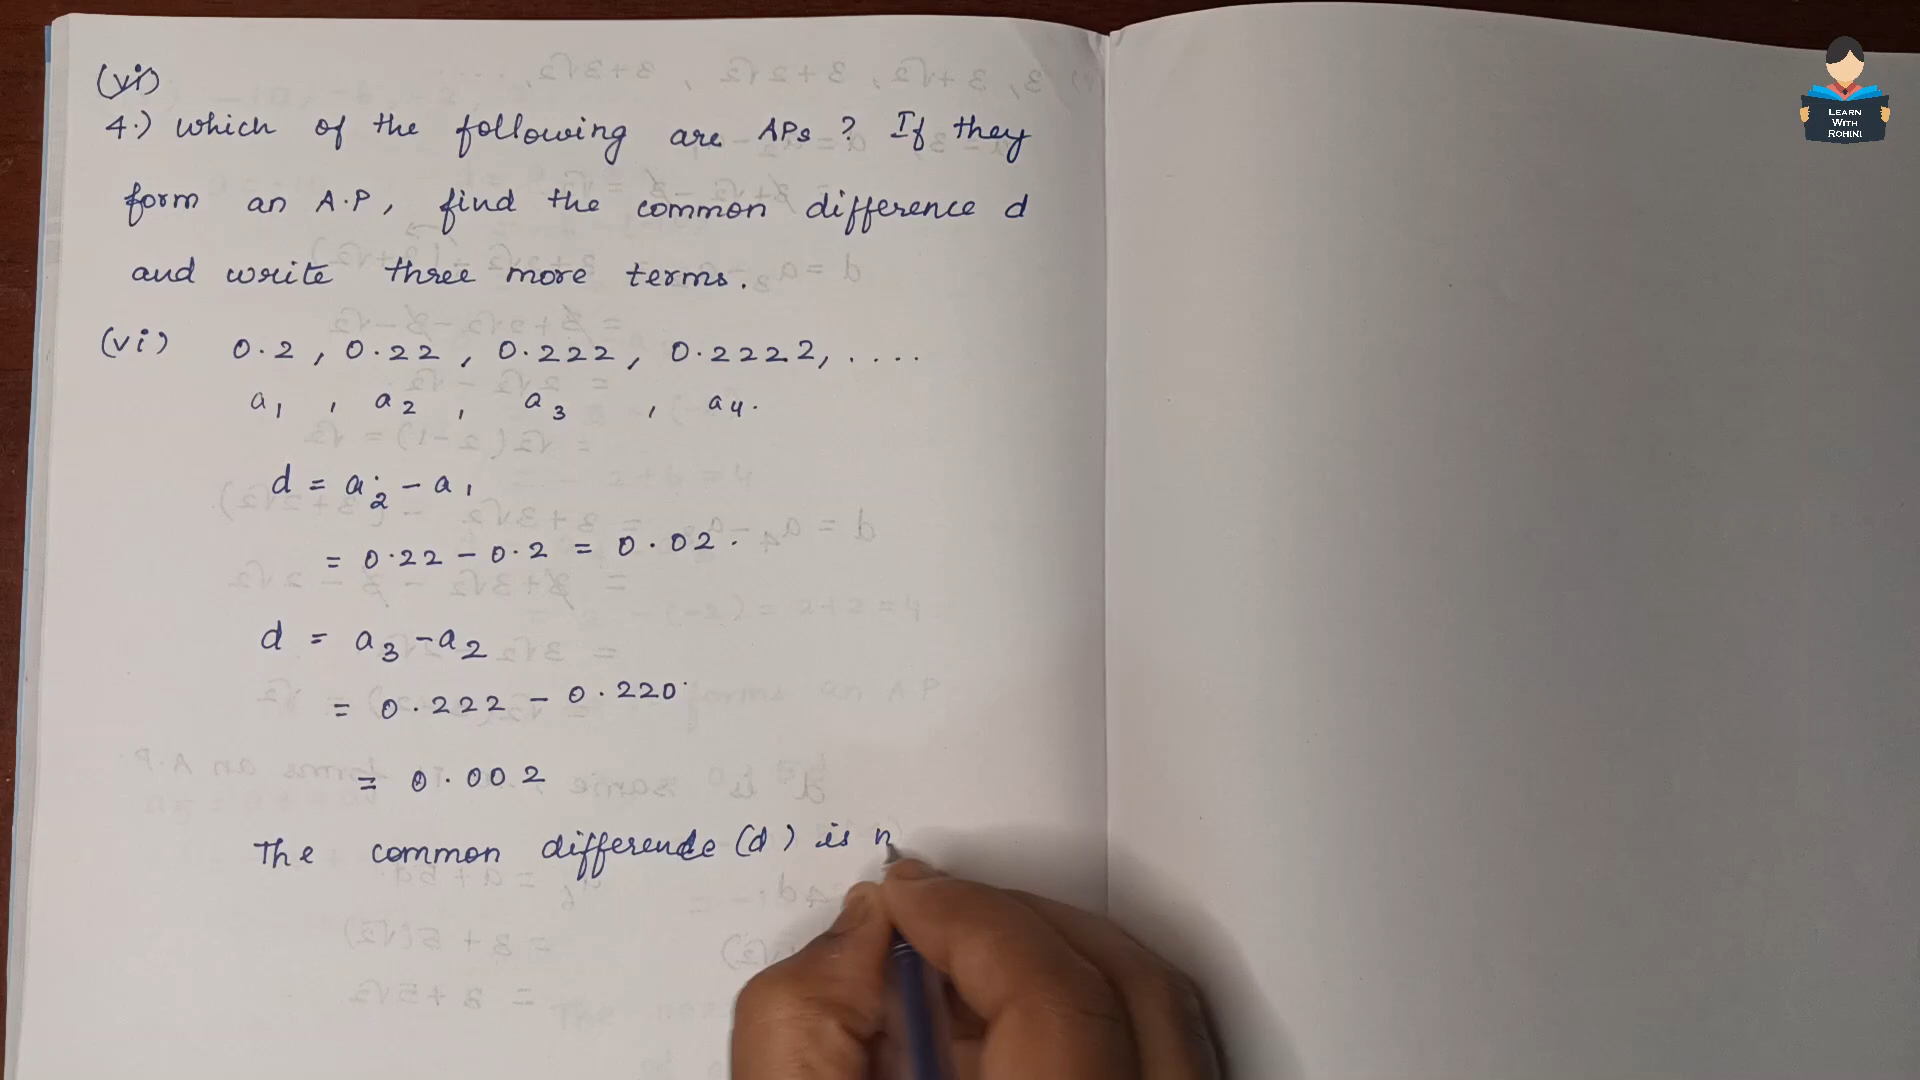 (vi)
4.) Which of the following are APs ? If they
form an A.P, find the common difference d
and write three more terms.
(vi) 0.2 , 0.22 , 0.222 , 0.2222, ....
a1 , a2 , a3 , a4.
d = a2 - a1
= 0.22 - 0.2 = 0.02.
d = a3 - a2
= 0.222 - 0.220
= 0.002
The common difference (d) is n
LEARN
WITH
ROHINI